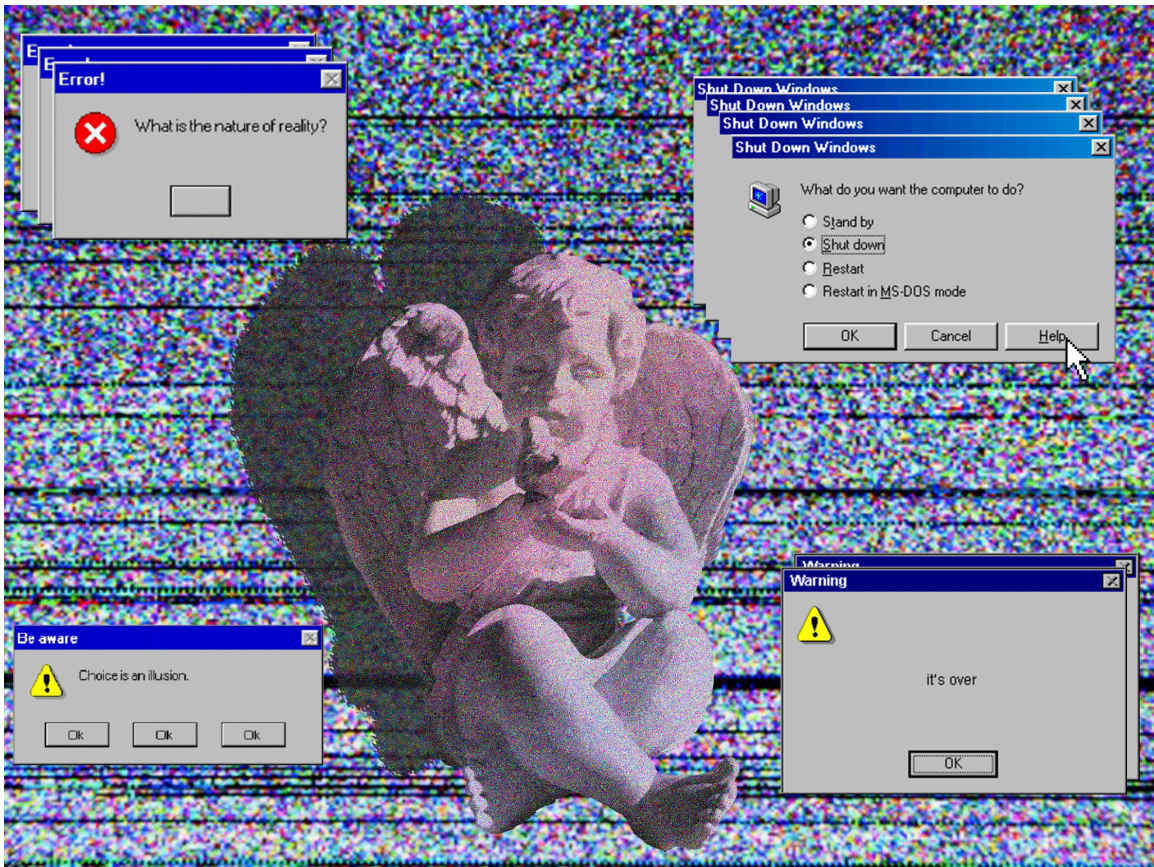 Error!
What is the nature of reality?
Shut Down Windows
Shut Down Windows
Shut Down Windows
Shut Down Windows
What do you want the computer to do?
Stand by
Shut down
Restart
Restart in MS-DOS mode
OK Cancel Help
Be aware
Choice is an illusion.
Ok Ok Ok
Warning
Warning
it's over
OK